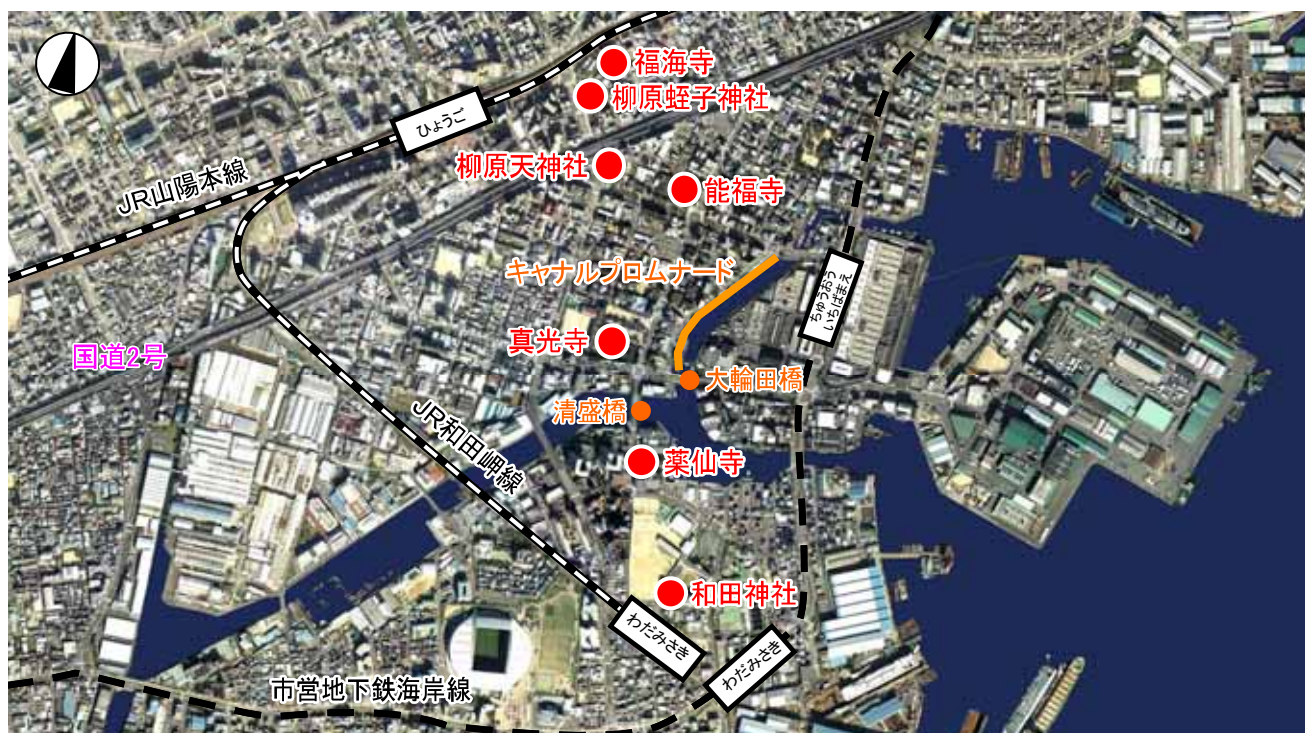 福海寺
柳原蛭子神社
ひょうご
柳原天神社
JR山陽本線
能福寺
キャナルプロムナード
ちゅうおう
いちばまえ
真光寺
国道2号
大輪田橋
清盛橋
JR和田岬線
薬仙寺
和田神社
わだみさき
わだみさき
市営地下鉄海岸線